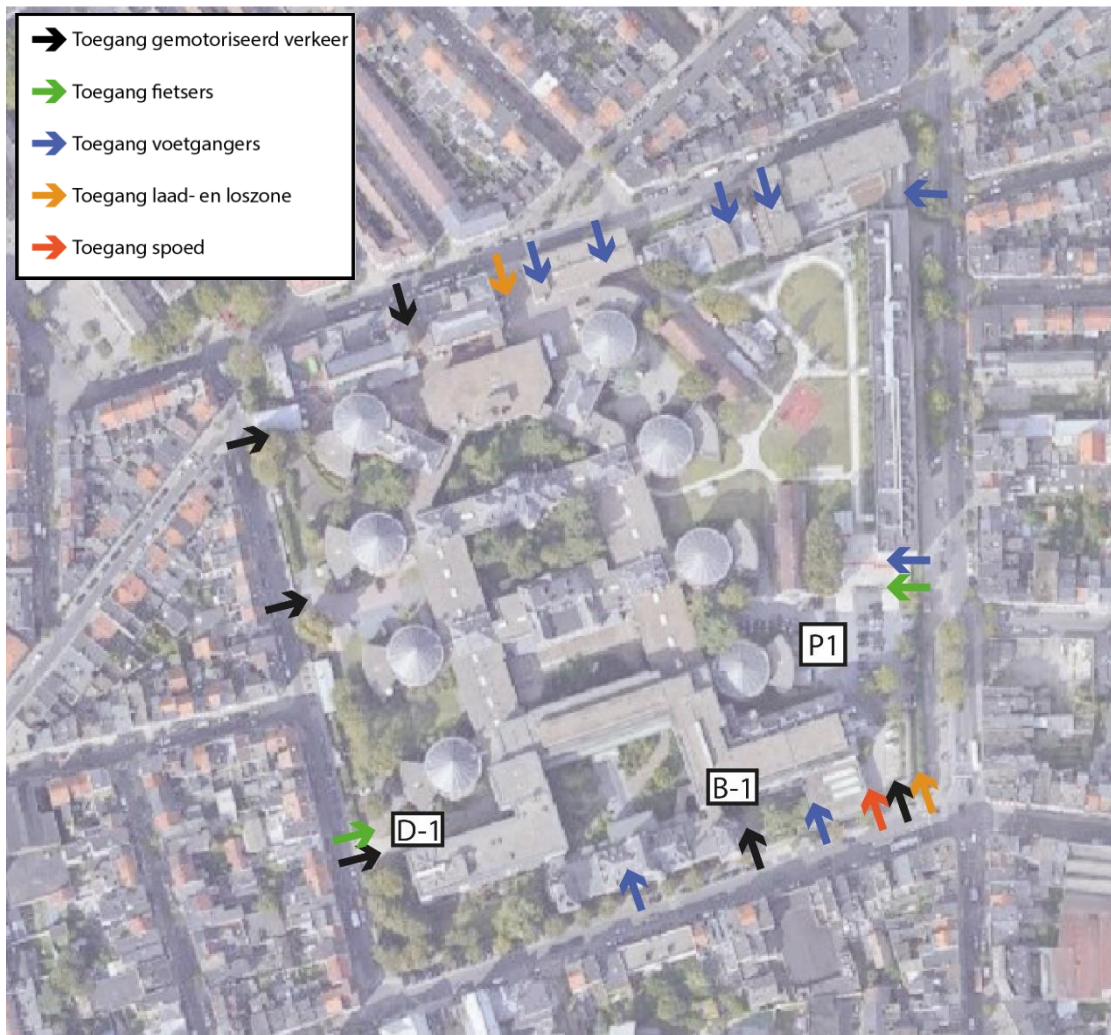 Toegang gemotoriseerd verkeer
Toegang fietsers
Toegang voetgangers
Toegang laad- en loszone
Toegang spoed
P1
B-1
D-1